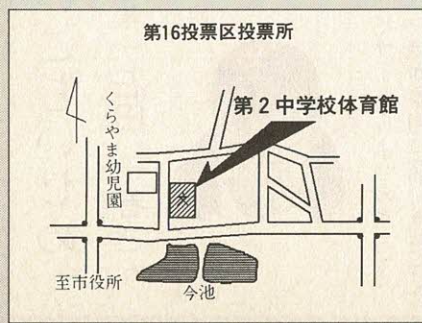 第16投票区投票所
第2中学校体育館
くらやま幼児園
至市役所
今池